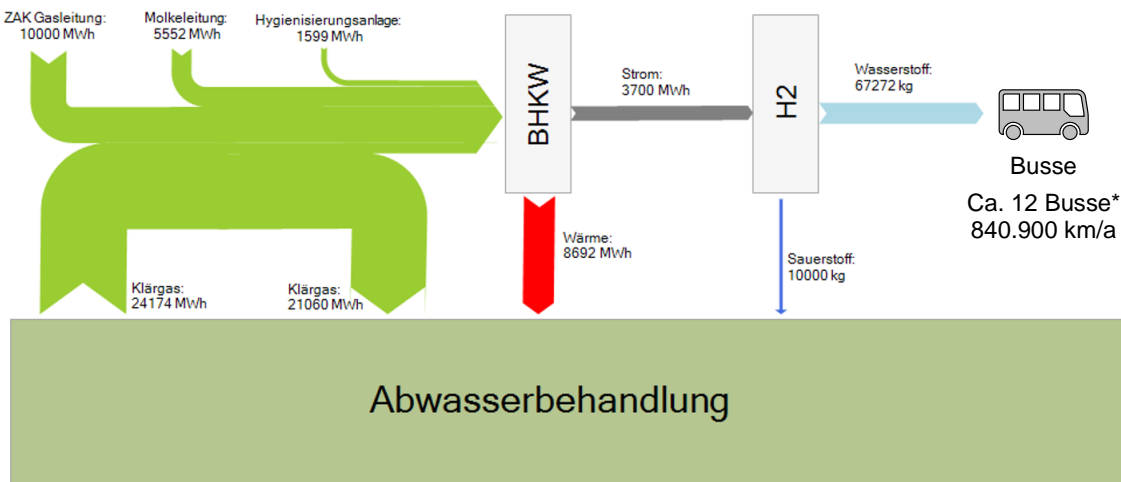 ZAK Gasleitung:
10000 MWh
Molkeleitung:
5552 MWh
Hygienisierungsanlage:
1599 MWh
BHKW
Strom:
3700 MWh
H2
Wasserstoff:
67272 kg
Busse
Ca. 12 Busse*
840.900 km/a
Wärme:
8692 MWh
Sauerstoff:
10000 kg
Klärgas:
24174 MWh
Klärgas:
21060 MWh
Abwasserbehandlung